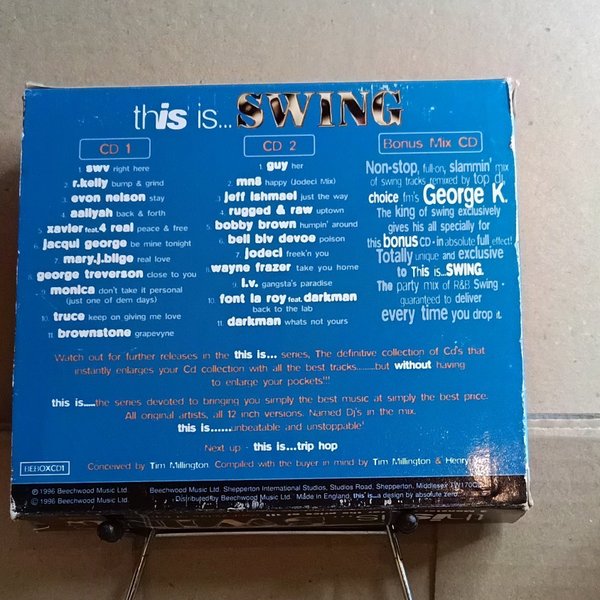 this is... SWING
CD 1
1. swv right here
2. r.kelly bump & grind
3. evon nelson stay
4. aaliyah back & forth
5. xavier feat.4 real peace & free
6. jacqui george be mine tonight
7. mary.j.blige real love
8. george treverson close to you
9. monica don't take it personal
(just one of dem days)
10. truce keep on giving me love
11. brownstone grapevyne
CD 2
1. guy her
2. mn8 happy (Jodeci Mix)
3. jeff ishmael just the way
4. rugged & raw uptown
5. bobby brown humpin' around
6. bell biv devoe poison
7. jodeci freek'n you
8. wayne frazer take you home
9. l.v. gangsta's paradise
10. font la roy feat.darkman
back to the lab
11. darkman whats not yours
Bonus Mix CD
Non-stop, full-on, slammin' mix
of swing tracks remixed by top dj,
choice fm's George K.
The king of swing exclusively
gives his all specially for
this bonus CD - in absolute full effect!
Totally unique and exclusive
to This is...SWING.
The party mix of R&B Swing -
guaranteed to deliver
every time you drop it.
Watch out for further releases in the this is... series, The definitive collection of Cd's that
instantly enlarges your Cd collection with all the best tracks........but without having
to enlarge your pockets!!!
this is.....the series devoted to bringing you simply the best music at simply the best price.
All original artists, all 12 inch versions. Named Dj's in the mix.
this is......unbeatable and unstoppable!
Next up - this is...trip hop
BEBOXCD1
Conceived by Tim Millington. Compiled with the buyer in mind by Tim Millington & Henry
℗ 1996 Beechwood Music Ltd.
© 1996 Beechwood Music Ltd.
Beechwood Music Ltd. Shepperton International Studios, Studios Road, Shepperton, Middlesex TW17
Distributed by Beechwood Music Ltd. Made in England. this is...a design by absolute zero